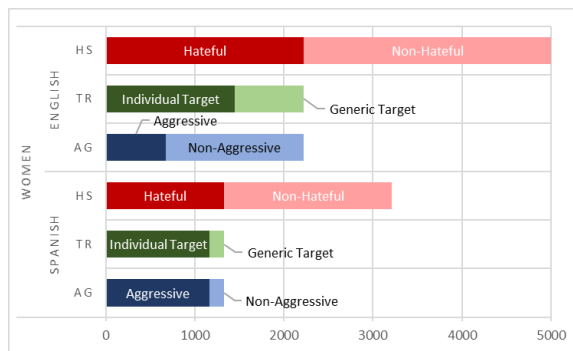 WOMEN
ENGLISH
HS
Hateful
Non-Hateful
TR
Individual Target
Generic Target
Aggressive
AG
Non-Aggressive
SPANISH
HS
Hateful
Non-Hateful
TR
Individual Target
Generic Target
AG
Aggressive
Non-Aggressive
0 1000 2000 3000 4000 5000